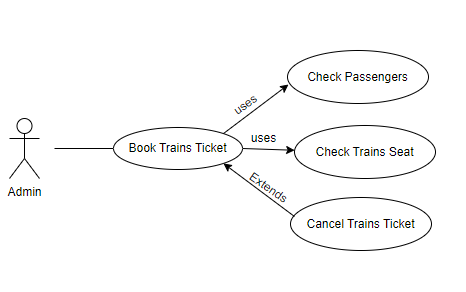 Check Passengers
uses
uses
Book Trains Ticket
Check Trains Seat
Extends
Admin
Cancel Trains Ticket